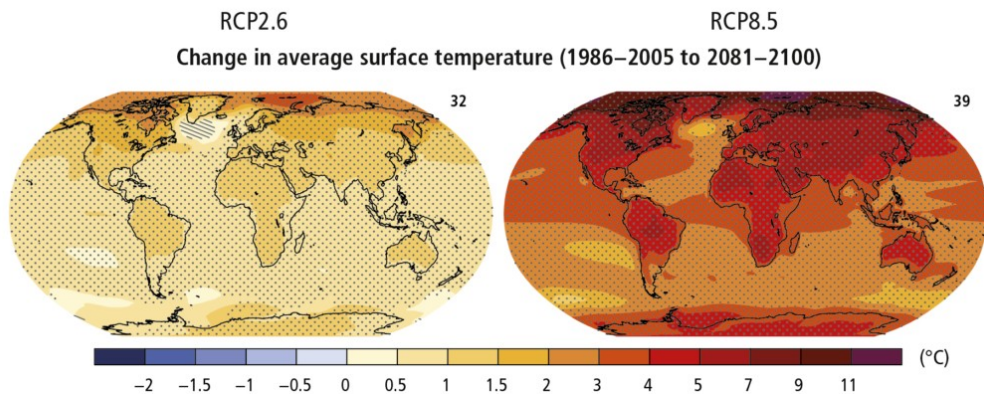 RCP2.6 RCP8.5
Change in average surface temperature (1986–2005 to 2081–2100)
32 39
(°C)
−2 −1.5 −1 −0.5 0 0.5 1 1.5 2 3 4 5 7 9 11